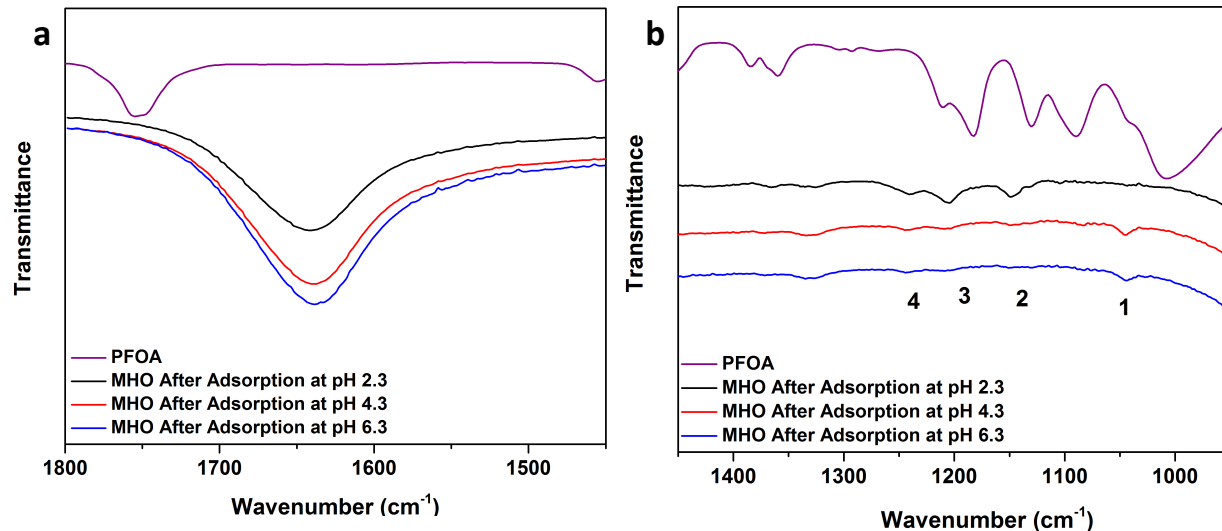 a
Transmittance
PFOA
MHO After Adsorption at pH 2.3
MHO After Adsorption at pH 4.3
MHO After Adsorption at pH 6.3
1800 1700 1600 1500
Wavenumber (cm⁻¹)
b
Transmittance
4 3 2 1
PFOA
MHO After Adsorption at pH 2.3
MHO After Adsorption at pH 4.3
MHO After Adsorption at pH 6.3
1400 1300 1200 1100 1000
Wavenumber (cm⁻¹)